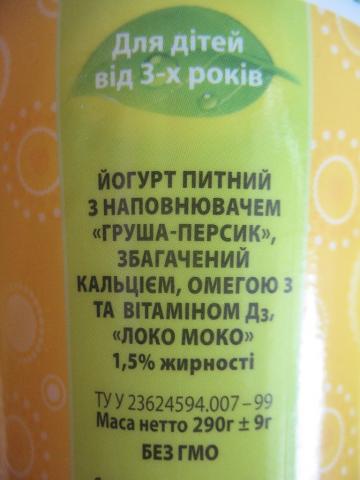 Для дітей
від 3-х років
ЙОГУРТ ПИТНИЙ
З НАПОВНЮВАЧЕМ
«ГРУША-ПЕРСИК»,
ЗБАГАЧЕНИЙ
КАЛЬЦІЄМ, ОМЕГОЮ 3
ТА ВІТАМІНОМ Д₃,
«ЛОКО МОКО»
1,5% жирності
ТУ У 23624594.007 – 99
Маса нетто 290г ± 9г
БЕЗ ГМО